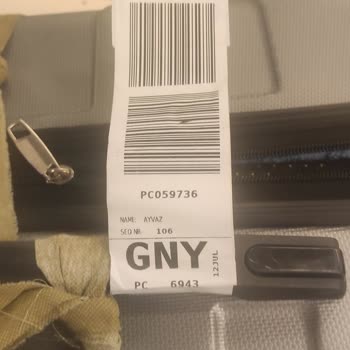 PC059736
NAME: AYVAZ
SEQ NR 106
GNY 12JUL
PC 6943